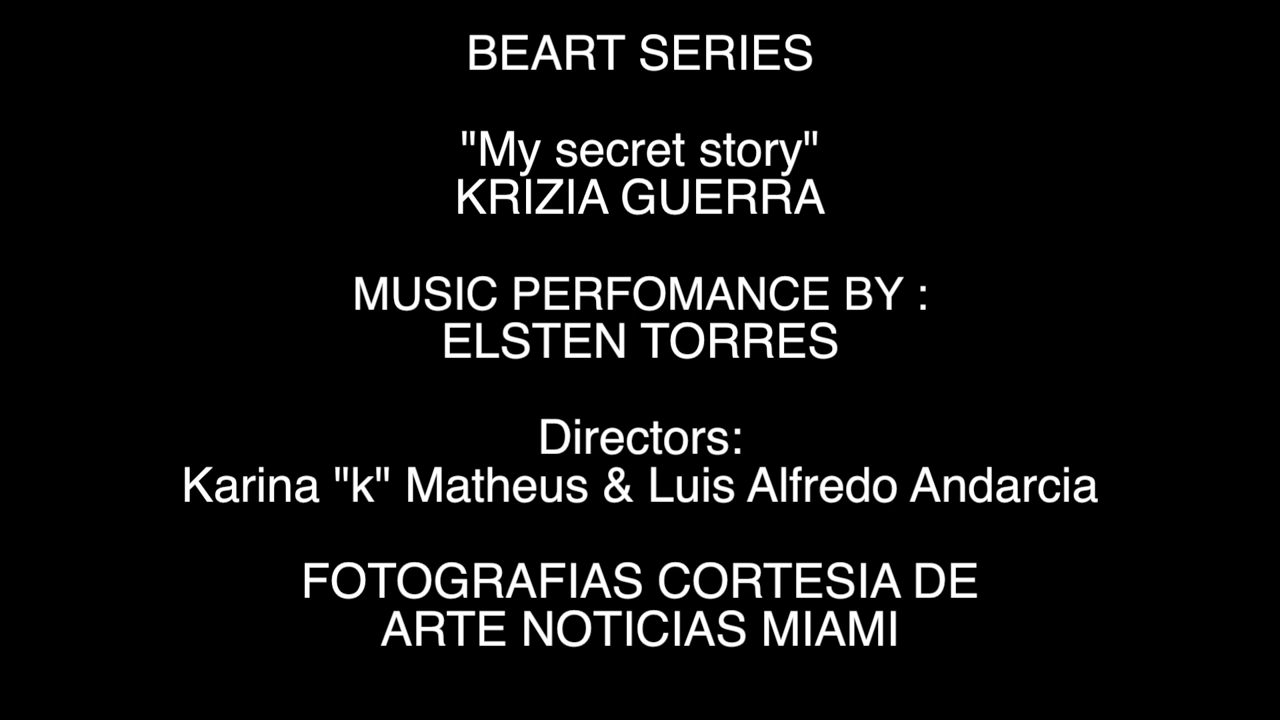 BEART SERIES
"My secret story"
KRIZIA GUERRA
MUSIC PERFOMANCE BY :
ELSTEN TORRES
Directors:
Karina "k" Matheus & Luis Alfredo Andarcia
FOTOGRAFIAS CORTESIA DE
ARTE NOTICIAS MIAMI